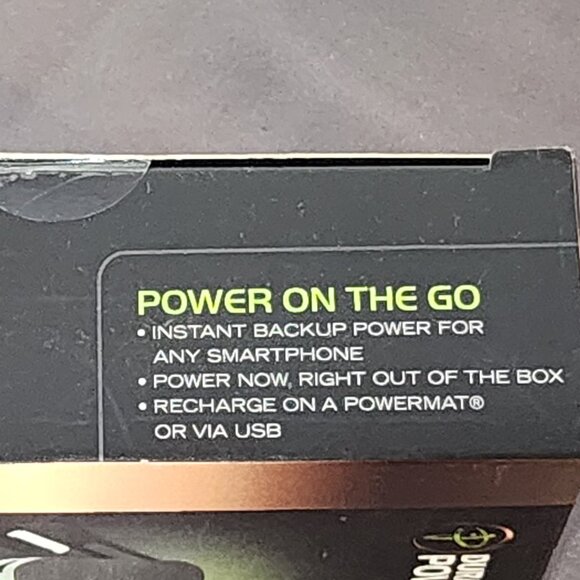 POWER ON THE GO
• INSTANT BACKUP POWER FOR
ANY SMARTPHONE
• POWER NOW, RIGHT OUT OF THE BOX
• RECHARGE ON A POWERMAT®
OR VIA USB